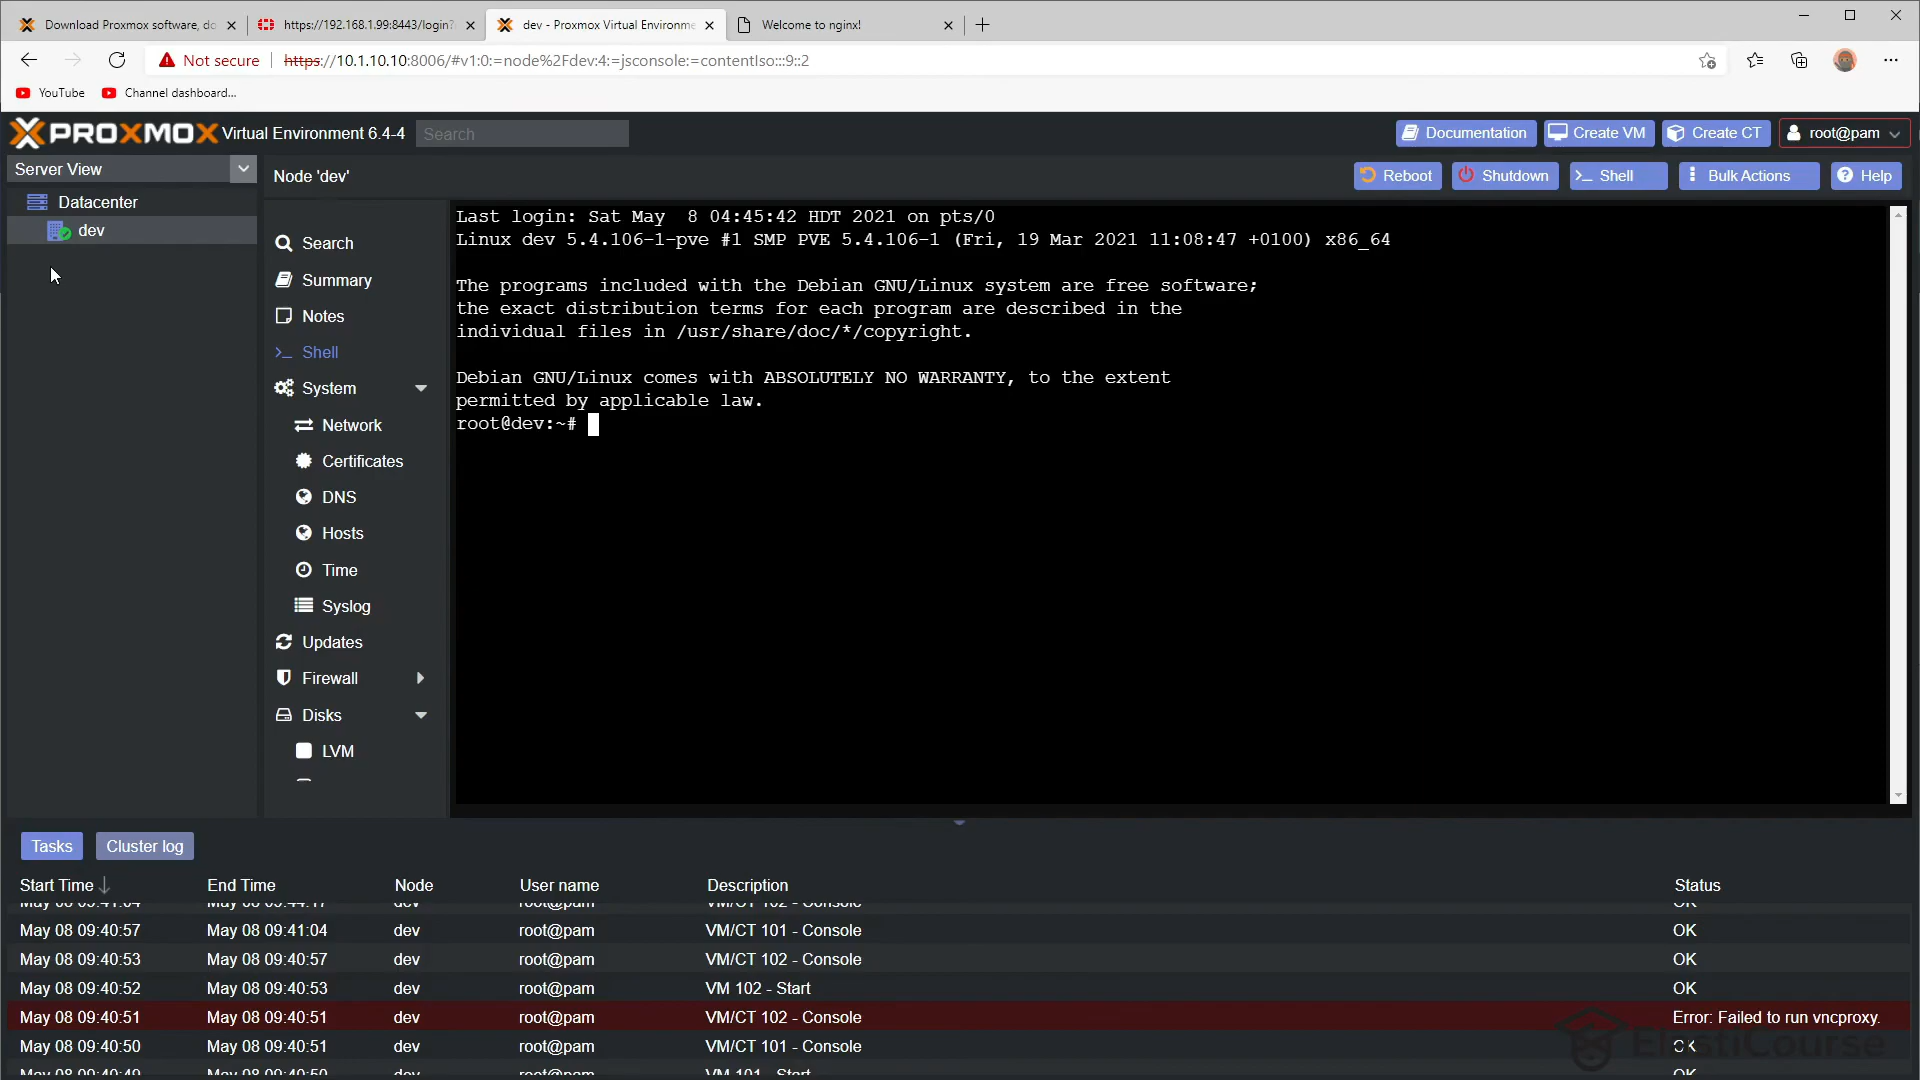 Download Proxmox software, do
https://192.168.1.99:8443/login?
dev - Proxmox Virtual Environme
Welcome to nginx!
Not secure https://10.1.10.10:8006/#v1:0:=node%2Fdev:4:=jsconsole:=contentIso:::9::2
YouTube
Channel dashboard...
PROXMOX Virtual Environment 6.4-4
Search
Documentation
Create VM
Create CT
root@pam
Server View
Node 'dev'
Reboot
Shutdown
Shell
Bulk Actions
Help
Datacenter
dev
Search
Summary
Notes
Shell
System
Network
Certificates
DNS
Hosts
Time
Syslog
Updates
Firewall
Disks
LVM
Last login: Sat May  8 04:45:42 HDT 2021 on pts/0
Linux dev 5.4.106-1-pve #1 SMP PVE 5.4.106-1 (Fri, 19 Mar 2021 11:08:47 +0100) x86_64
The programs included with the Debian GNU/Linux system are free software;
the exact distribution terms for each program are described in the
individual files in /usr/share/doc/*/copyright.
Debian GNU/Linux comes with ABSOLUTELY NO WARRANTY, to the extent
permitted by applicable law.
root@dev:~#
Tasks
Cluster log
Start Time End Time Node User name Description Status
May 08 09:40:57 May 08 09:41:04 dev root@pam VM/CT 101 - Console OK
May 08 09:40:53 May 08 09:40:57 dev root@pam VM/CT 102 - Console OK
May 08 09:40:52 May 08 09:40:53 dev root@pam VM 102 - Start OK
May 08 09:40:51 May 08 09:40:51 dev root@pam VM/CT 102 - Console Error: Failed to run vncproxy.
May 08 09:40:50 May 08 09:40:51 dev root@pam VM/CT 101 - Console OK
ElastiCourse